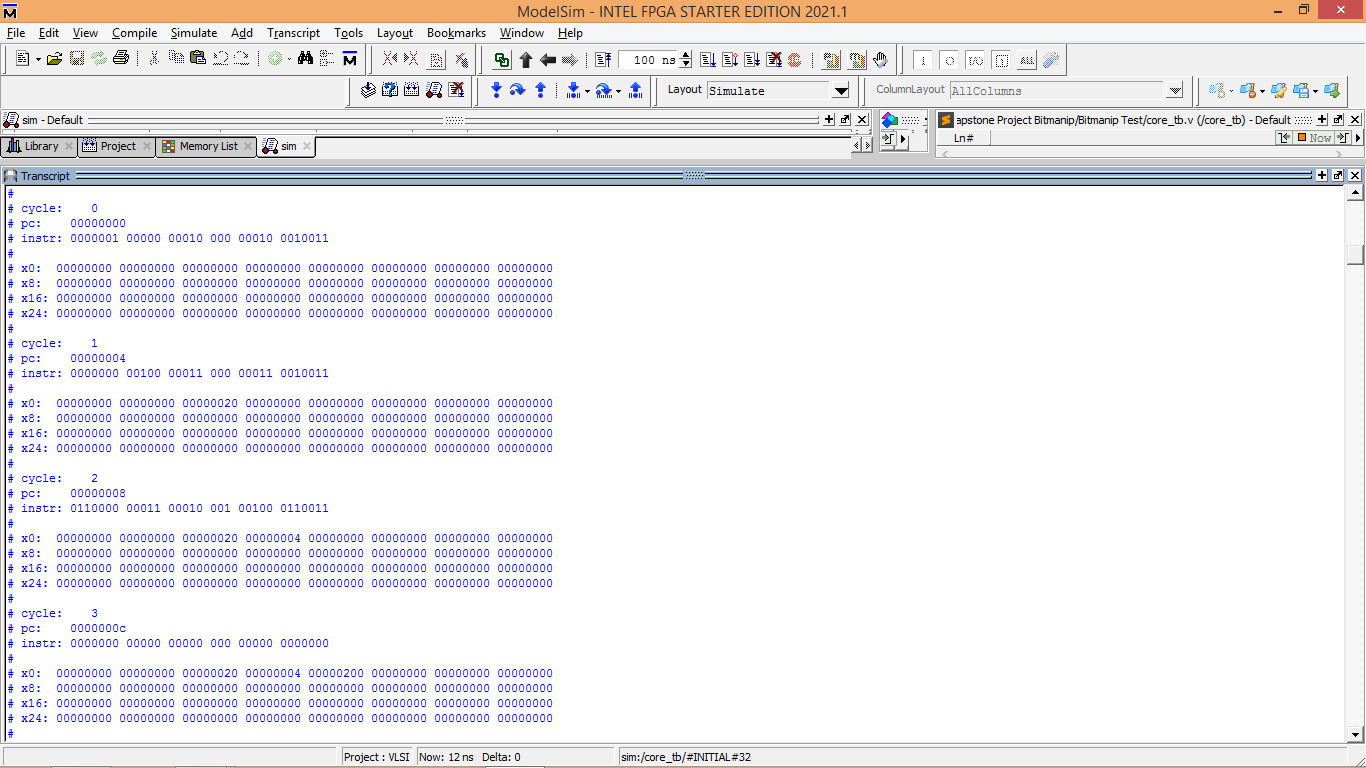 ModelSim - INTEL FPGA STARTER EDITION 2021.1
File Edit View Compile Simulate Add Transcript Tools Layout Bookmarks Window Help
100 ns
Layout Simulate ColumnLayout AllColumns
sim - Default
apstone Project Bitmanip/Bitmanip Test/core_tb.v (/core_tb) - Default
Ln# Now
Library Project Memory List sim
Transcript
#
# cycle: 0
# pc: 00000000
# instr: 0000001 00000 00010 000 00010 0010011
#
# x0: 00000000 00000000 00000000 00000000 00000000 00000000 00000000 00000000
# x8: 00000000 00000000 00000000 00000000 00000000 00000000 00000000 00000000
# x16: 00000000 00000000 00000000 00000000 00000000 00000000 00000000 00000000
# x24: 00000000 00000000 00000000 00000000 00000000 00000000 00000000 00000000
#
# cycle: 1
# pc: 00000004
# instr: 0000000 00100 00011 000 00011 0010011
#
# x0: 00000000 00000000 00000020 00000000 00000000 00000000 00000000 00000000
# x8: 00000000 00000000 00000000 00000000 00000000 00000000 00000000 00000000
# x16: 00000000 00000000 00000000 00000000 00000000 00000000 00000000 00000000
# x24: 00000000 00000000 00000000 00000000 00000000 00000000 00000000 00000000
#
# cycle: 2
# pc: 00000008
# instr: 0110000 00011 00010 001 00100 0110011
#
# x0: 00000000 00000000 00000020 00000004 00000000 00000000 00000000 00000000
# x8: 00000000 00000000 00000000 00000000 00000000 00000000 00000000 00000000
# x16: 00000000 00000000 00000000 00000000 00000000 00000000 00000000 00000000
# x24: 00000000 00000000 00000000 00000000 00000000 00000000 00000000 00000000
#
# cycle: 3
# pc: 0000000c
# instr: 0000000 00000 00000 000 00000 0000000
#
# x0: 00000000 00000000 00000020 00000004 00000200 00000000 00000000 00000000
# x8: 00000000 00000000 00000000 00000000 00000000 00000000 00000000 00000000
# x16: 00000000 00000000 00000000 00000000 00000000 00000000 00000000 00000000
# x24: 00000000 00000000 00000000 00000000 00000000 00000000 00000000 00000000
#
Project : VLSI Now: 12 ns Delta: 0 sim:/core_tb/#INITIAL#32